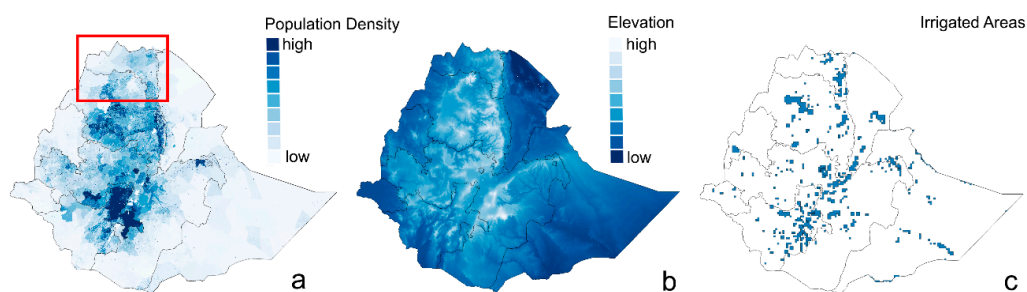 Population Density
high
low
a
Elevation
high
low
b
Irrigated Areas
c